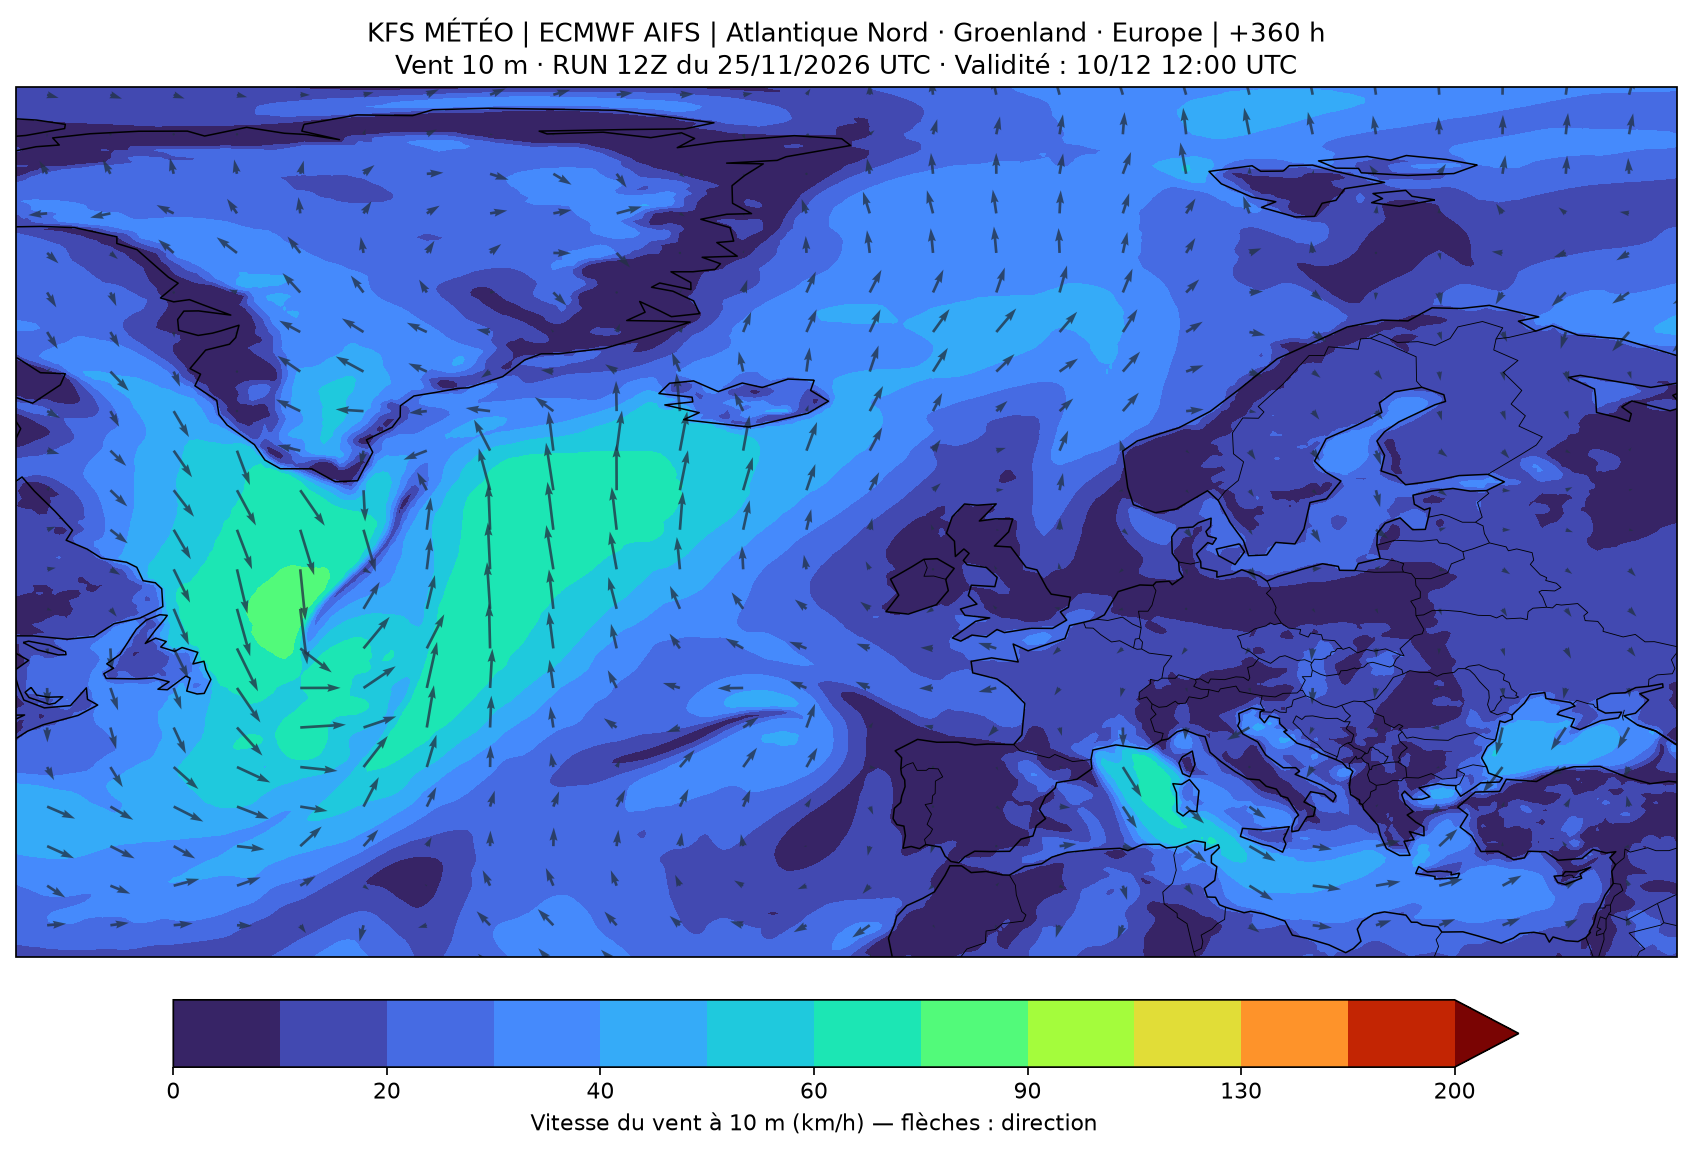 KFS MÉTÉO | ECMWF AIFS | Atlantique Nord · Groenland · Europe | +360 h
Vent 10 m · RUN 12Z du 25/11/2026 UTC · Validité : 10/12 12:00 UTC
0 20 40 60 90 130 200
Vitesse du vent à 10 m (km/h) — flèches : direction